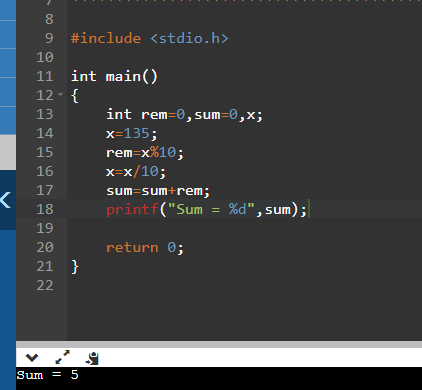 7
8
9 #include <stdio.h>
10
11 int main()
12 {
13     int rem=0,sum=0,x;
14     x=135;
15     rem=x%10;
16     x=x/10;
17     sum=sum+rem;
18     printf("Sum = %d",sum);
19
20     return 0;
21 }
22
Sum = 5